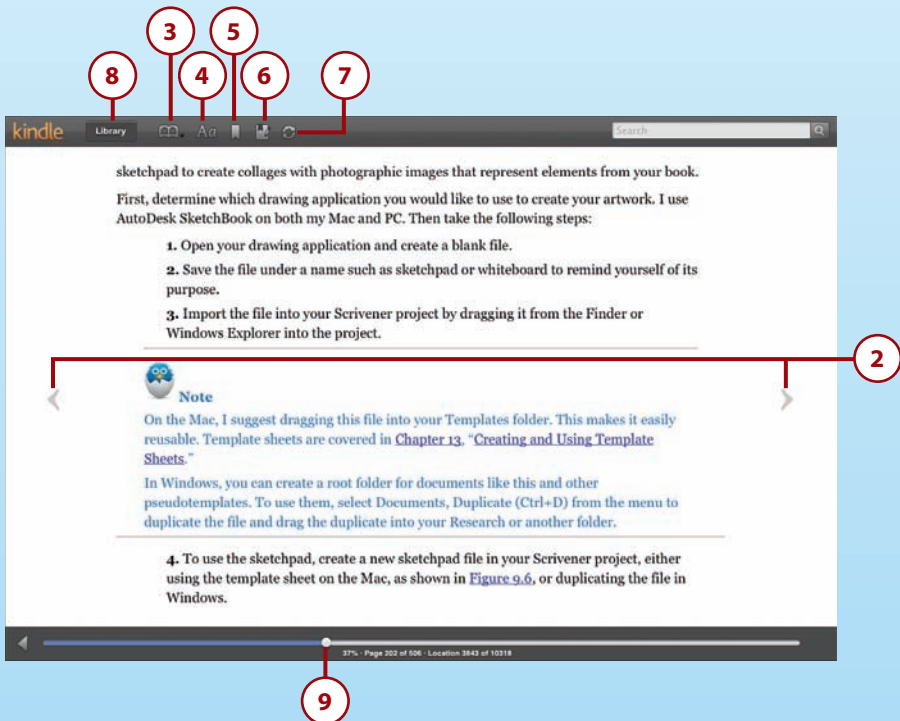 3
5
8
4
6
7
kindle Library Aa Search
sketchpad to create collages with photographic images that represent elements from your book.
First, determine which drawing application you would like to use to create your artwork. I use
AutoDesk SketchBook on both my Mac and PC. Then take the following steps:
1. Open your drawing application and create a blank file.
2. Save the file under a name such as sketchpad or whiteboard to remind yourself of its
purpose.
3. Import the file into your Scrivener project by dragging it from the Finder or
Windows Explorer into the project.
2
Note
On the Mac, I suggest dragging this file into your Templates folder. This makes it easily
reusable. Template sheets are covered in Chapter 13, “Creating and Using Template
Sheets.”
In Windows, you can create a root folder for documents like this and other
pseudotemplates. To use them, select Documents, Duplicate (Ctrl+D) from the menu to
duplicate the file and drag the duplicate into your Research or another folder.
4. To use the sketchpad, create a new sketchpad file in your Scrivener project, either
using the template sheet on the Mac, as shown in Figure 9.6, or duplicating the file in
Windows.
37% · Page 202 of 506 · Location 3843 of 10318
9